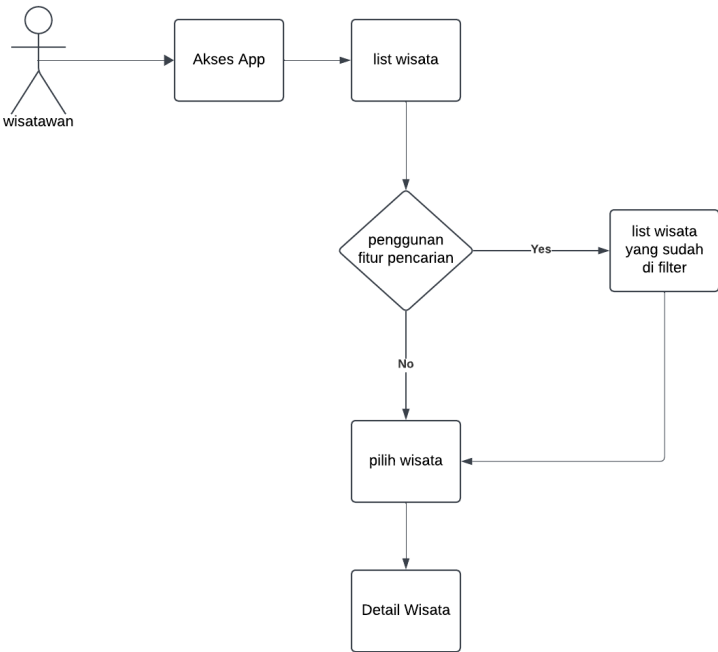 Akses App
list wisata
wisatawan
penggunan
fitur pencarian
Yes
list wisata
yang sudah
di filter
No
pilih wisata
Detail Wisata